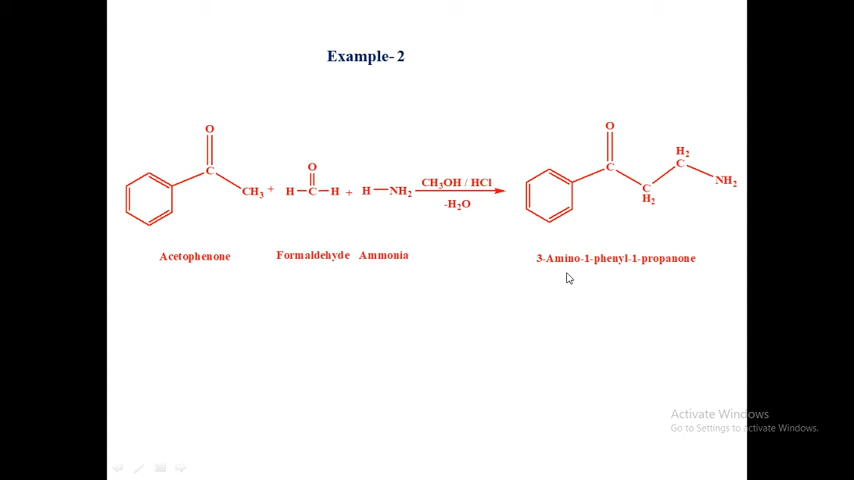 Example-2
O
C
CH₃ +
O
H-C-H +
H-NH₂
CH₃OH / HCl
-H₂O
O
C
C
H₂
H₂
C
NH₂
Acetophenone
Formaldehyde
Ammonia
3-Amino-1-phenyl-1-propanone
Activate Windows
Go to Settings to activate Windows.